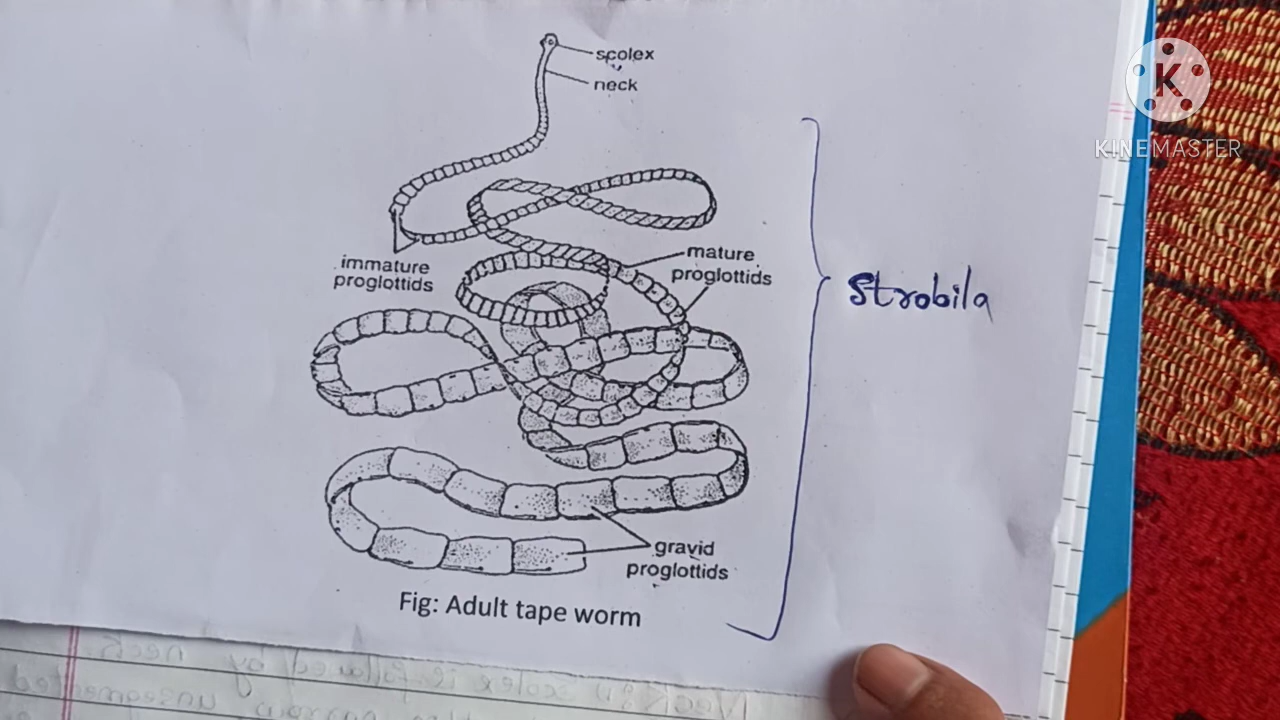 K
KINEMASTER
scolex
neck
immature
proglottids
mature
proglottids
Strobila
gravid
proglottids
Fig: Adult tape worm